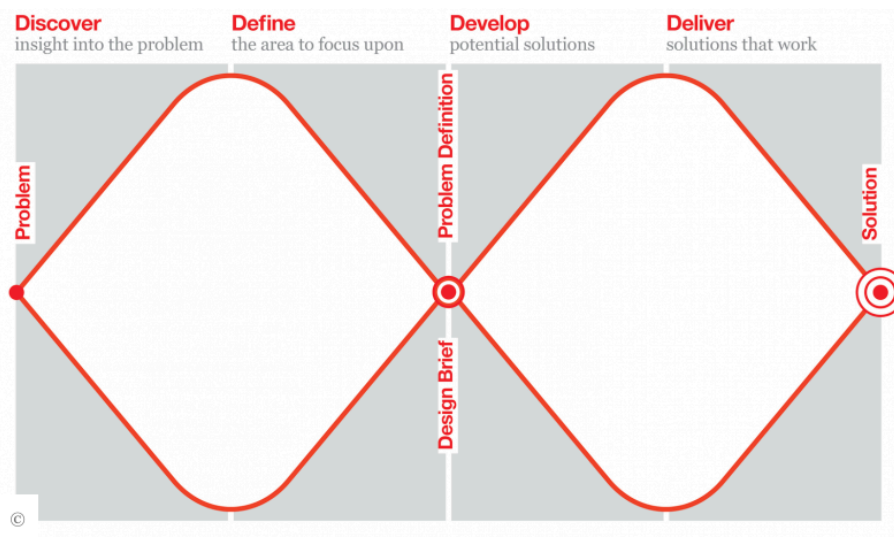 Discover
insight into the problem
Define
the area to focus upon
Develop
potential solutions
Deliver
solutions that work
Problem
Problem Definition
Design Brief
Solution
©